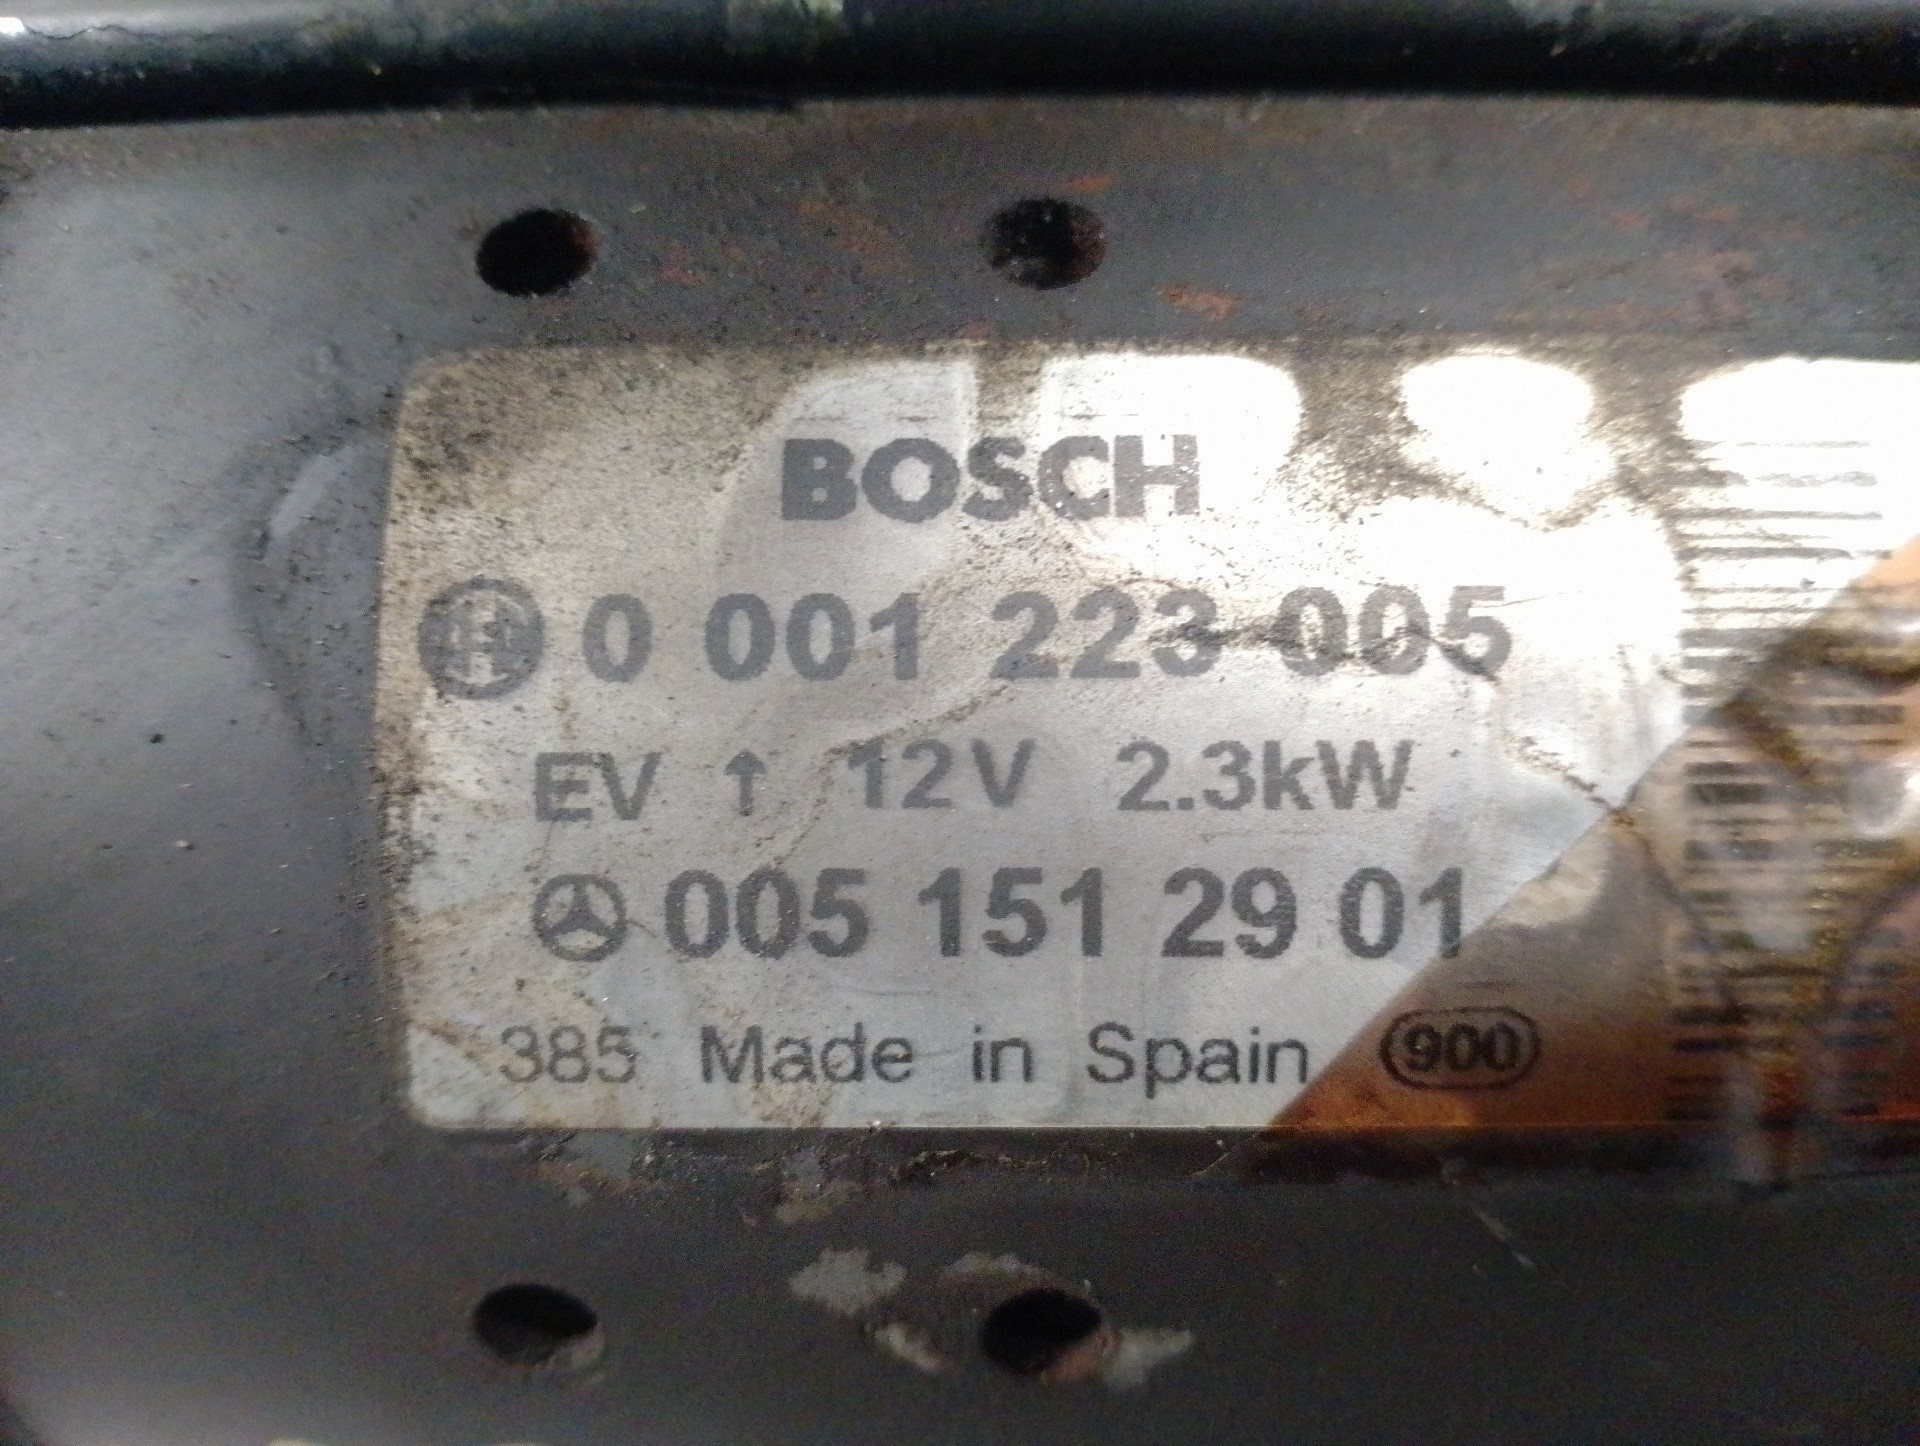 BOSCH
0 001 223 005
EV ↑ 12V 2.3kW
005 151 29 01
385 Made in Spain 900